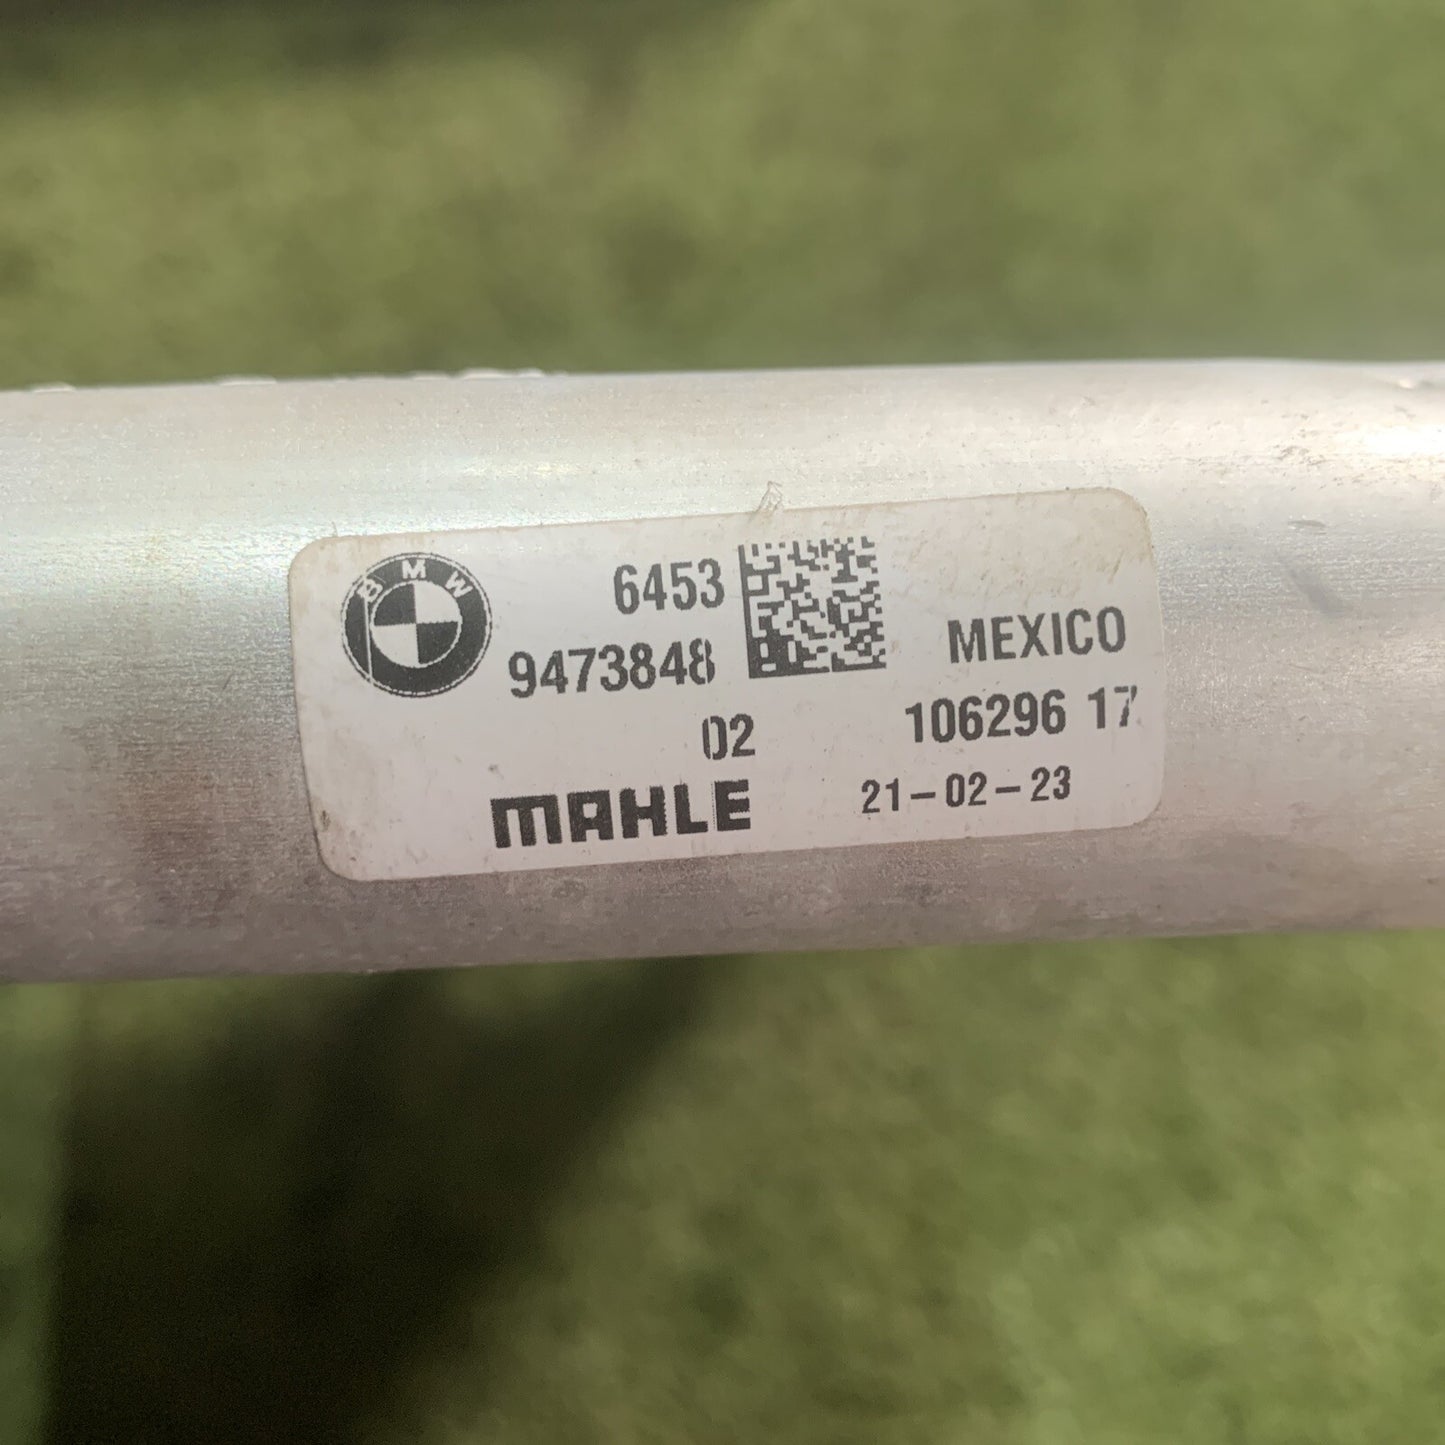 BMW
6453
9473848
02
MAHLE
MEXICO
106296 17
21-02-23